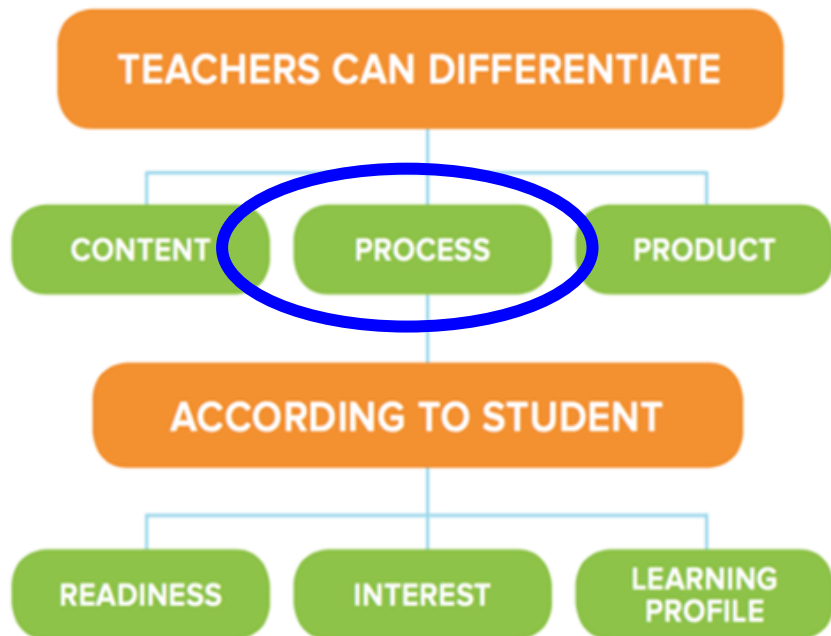 TEACHERS CAN DIFFERENTIATE
CONTENT
PROCESS
PRODUCT
ACCORDING TO STUDENT
READINESS
INTEREST
LEARNING
PROFILE